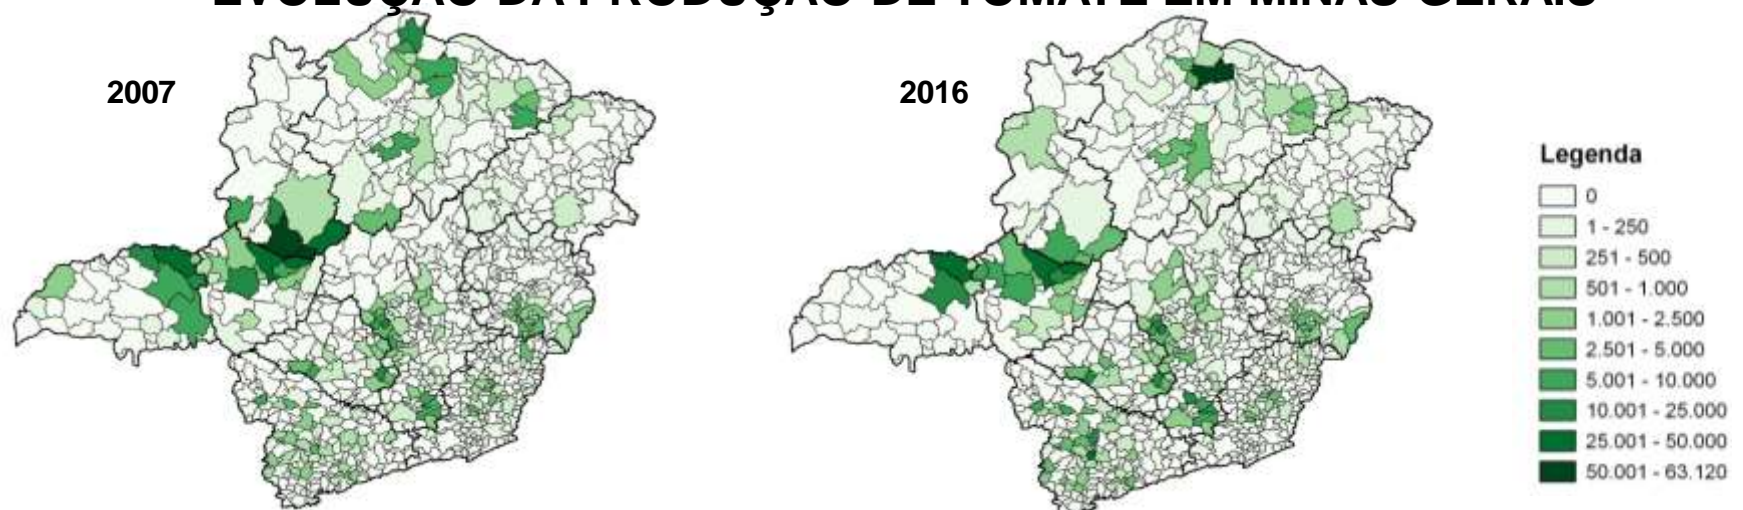 EVOLUÇÃO DA PRODUÇÃO DE TOMATE EM MINAS GERAIS
2007
2016
Legenda
0
1 - 250
251 - 500
501 - 1.000
1.001 - 2.500
2.501 - 5.000
5.001 - 10.000
10.001 - 25.000
25.001 - 50.000
50.001 - 63.120